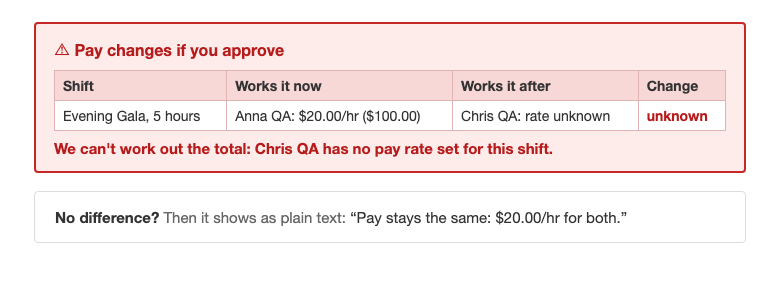 ⚠ Pay changes if you approve
Shift Works it now Works it after Change
Evening Gala, 5 hours Anna QA: $20.00/hr ($100.00) Chris QA: rate unknown unknown
We can't work out the total: Chris QA has no pay rate set for this shift.
No difference? Then it shows as plain text: “Pay stays the same: $20.00/hr for both.”